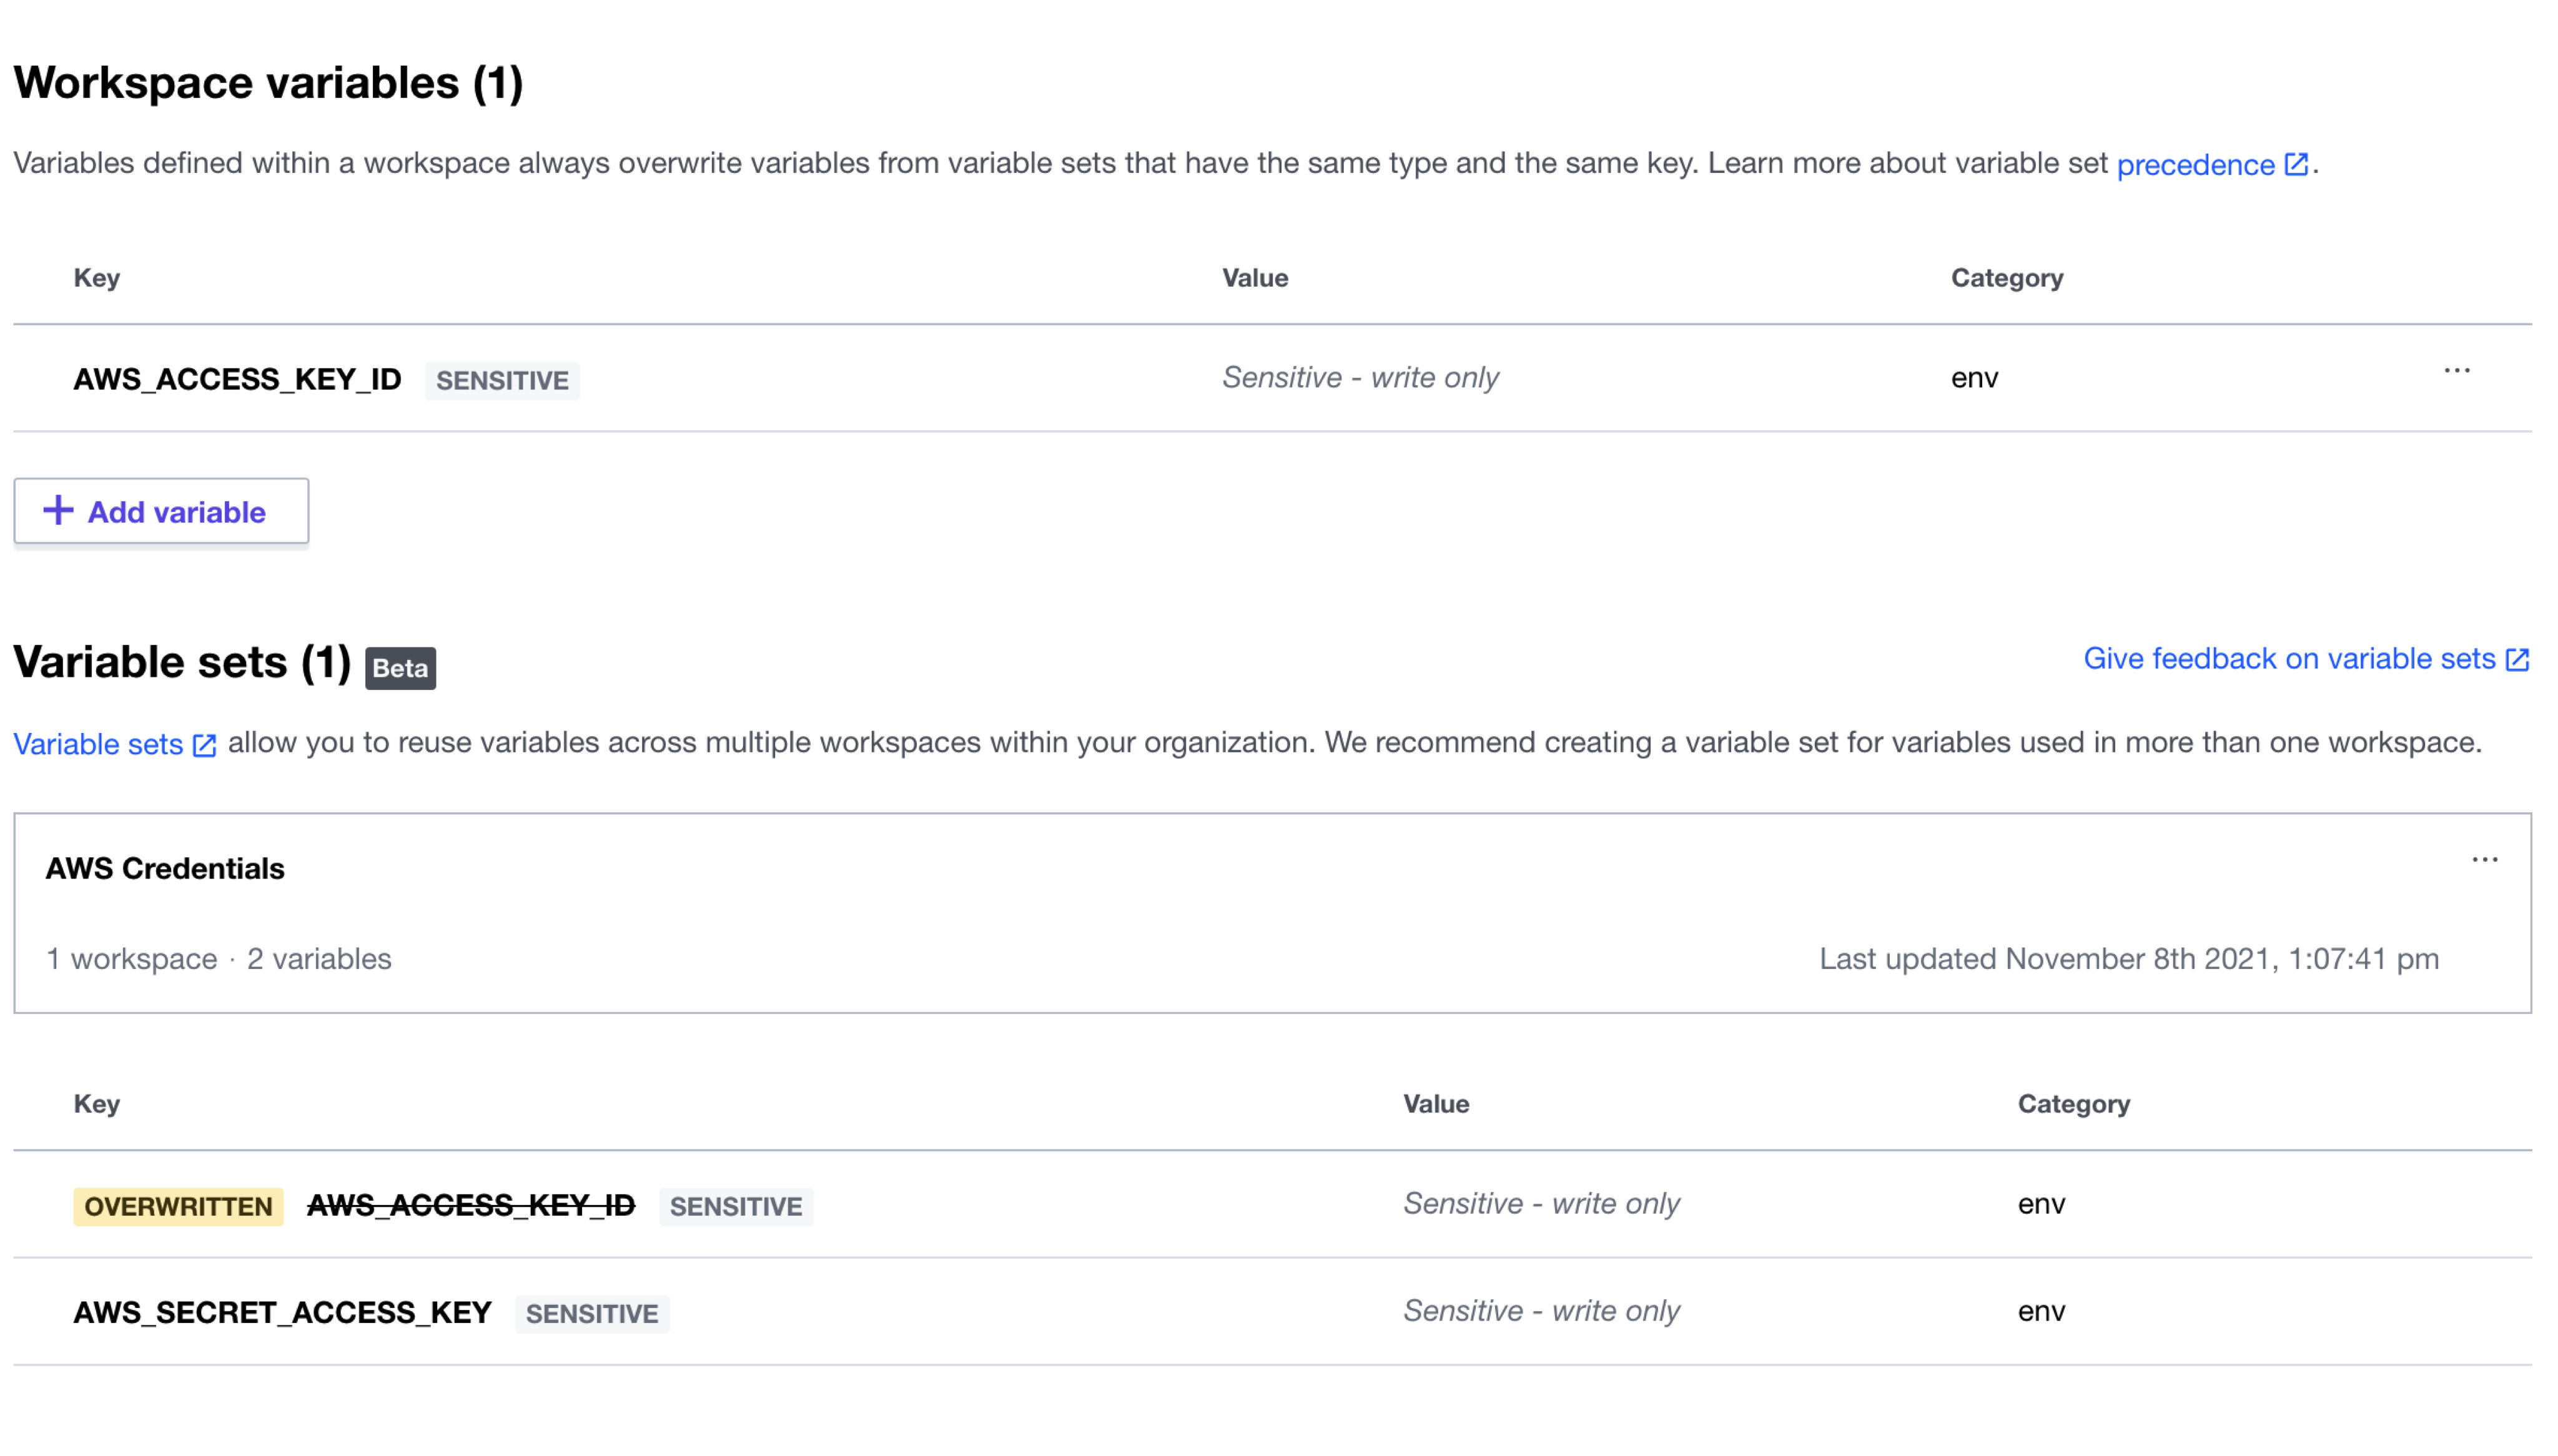 Workspace variables (1)
Variables defined within a workspace always overwrite variables from variable sets that have the same type and the same key. Learn more about variable set precedence.
Key Value Category
AWS_ACCESS_KEY_ID SENSITIVE Sensitive - write only env ...
+ Add variable
Variable sets (1) Beta Give feedback on variable sets
Variable sets allow you to reuse variables across multiple workspaces within your organization. We recommend creating a variable set for variables used in more than one workspace.
AWS Credentials ...
1 workspace · 2 variables Last updated November 8th 2021, 1:07:41 pm
Key Value Category
OVERWRITTEN AWS_ACCESS_KEY_ID SENSITIVE Sensitive - write only env
AWS_SECRET_ACCESS_KEY SENSITIVE Sensitive - write only env